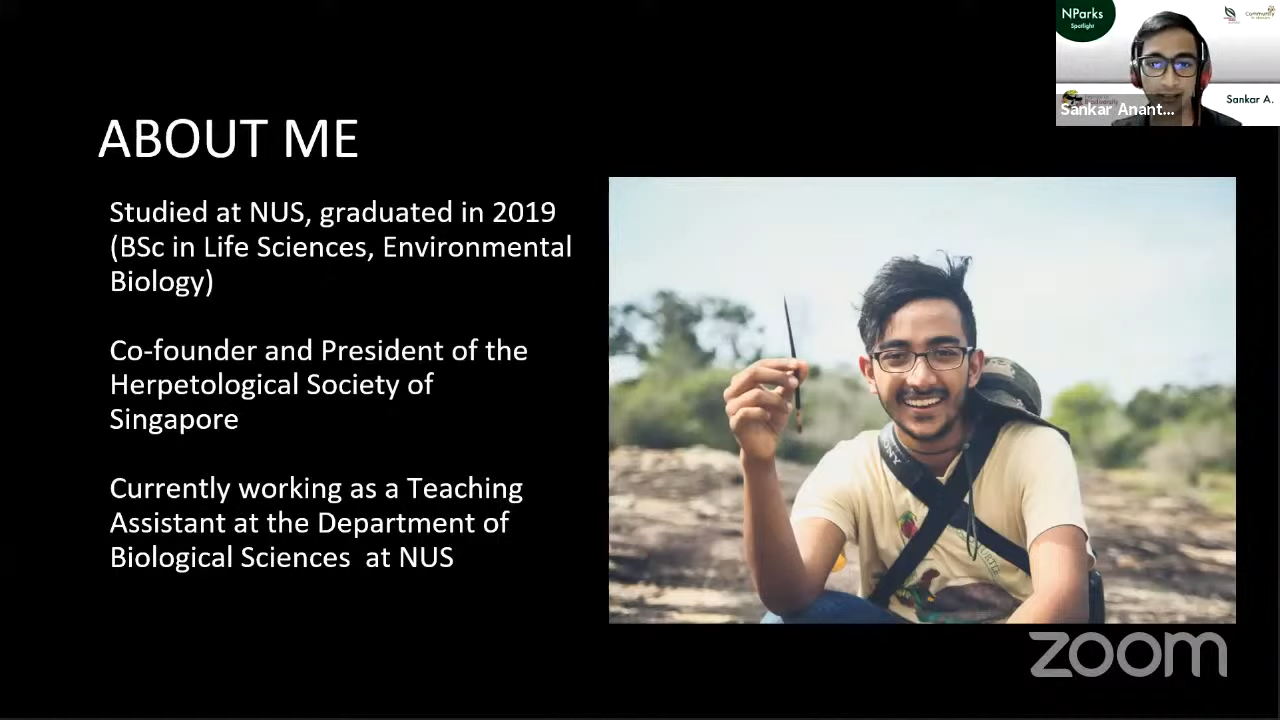 NParks
Spotlight
Community
Sankar A.
Sankar Anant...
ABOUT ME
Studied at NUS, graduated in 2019
(BSc in Life Sciences, Environmental
Biology)
Co-founder and President of the
Herpetological Society of
Singapore
Currently working as a Teaching
Assistant at the Department of
Biological Sciences at NUS
zoom